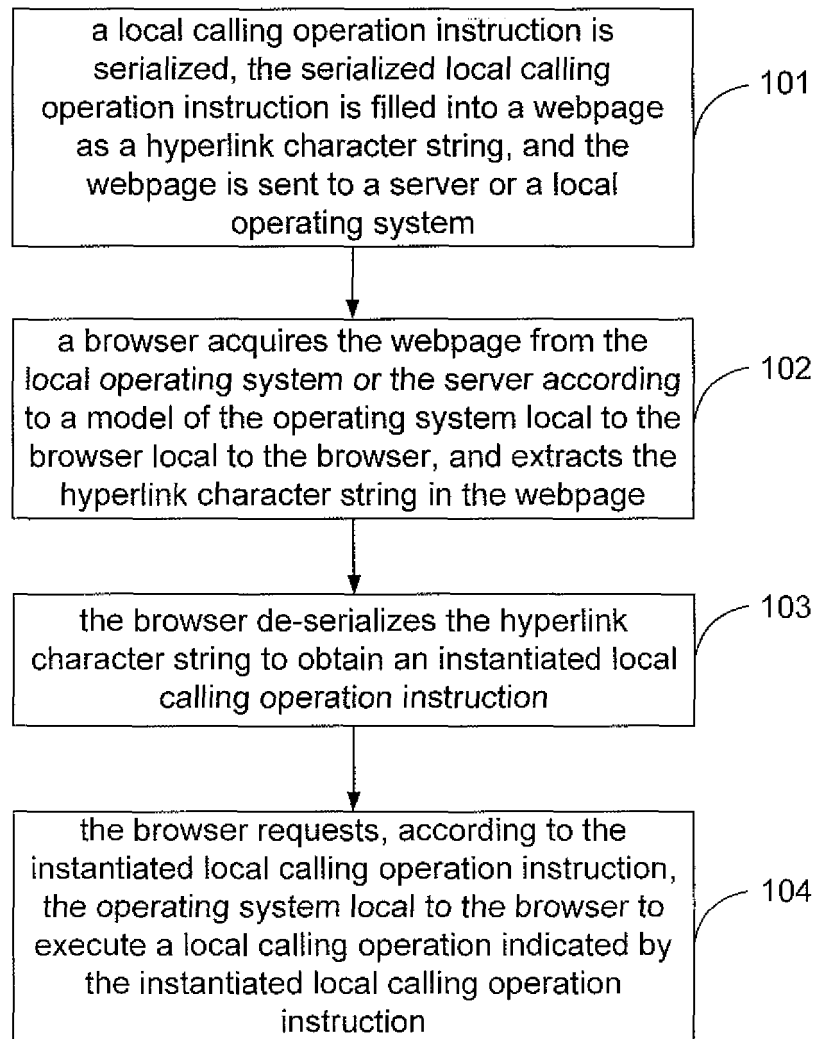 a local calling operation instruction is
serialized, the serialized local calling
operation instruction is filled into a webpage
as a hyperlink character string, and the
webpage is sent to a server or a local
operating system
101
a browser acquires the webpage from the
local operating system or the server according
to a model of the operating system local to the
browser local to the browser, and extracts the
hyperlink character string in the webpage
102
the browser de-serializes the hyperlink
character string to obtain an instantiated local
calling operation instruction
103
the browser requests, according to the
instantiated local calling operation instruction,
the operating system local to the browser to
execute a local calling operation indicated by
the instantiated local calling operation
instruction
104